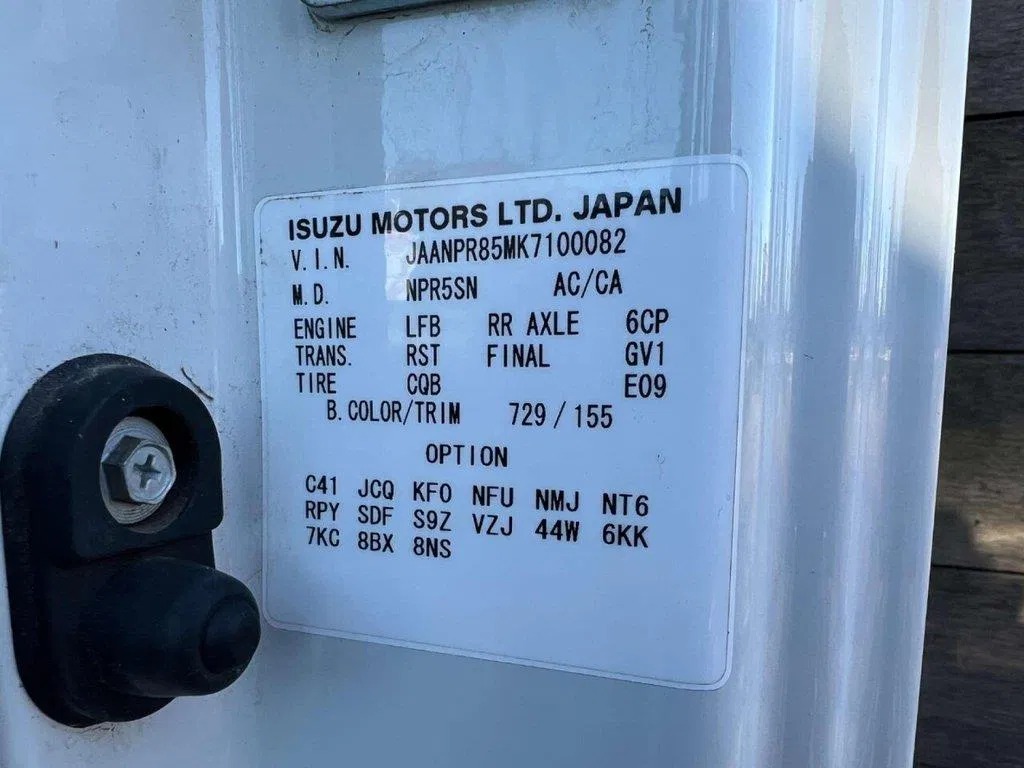 ISUZU MOTORS LTD. JAPAN
V.I.N. JAANPR85MK7100082
M.D. NPR5SN AC/CA
ENGINE LFB RR AXLE 6CP
TRANS. RST FINAL GV1
TIRE CQB E09
B.COLOR/TRIM 729 / 155
OPTION
C41 JCQ KFO NFU NMJ NT6
RPY SDF S9Z VZJ 44W 6KK
7KC 8BX 8NS